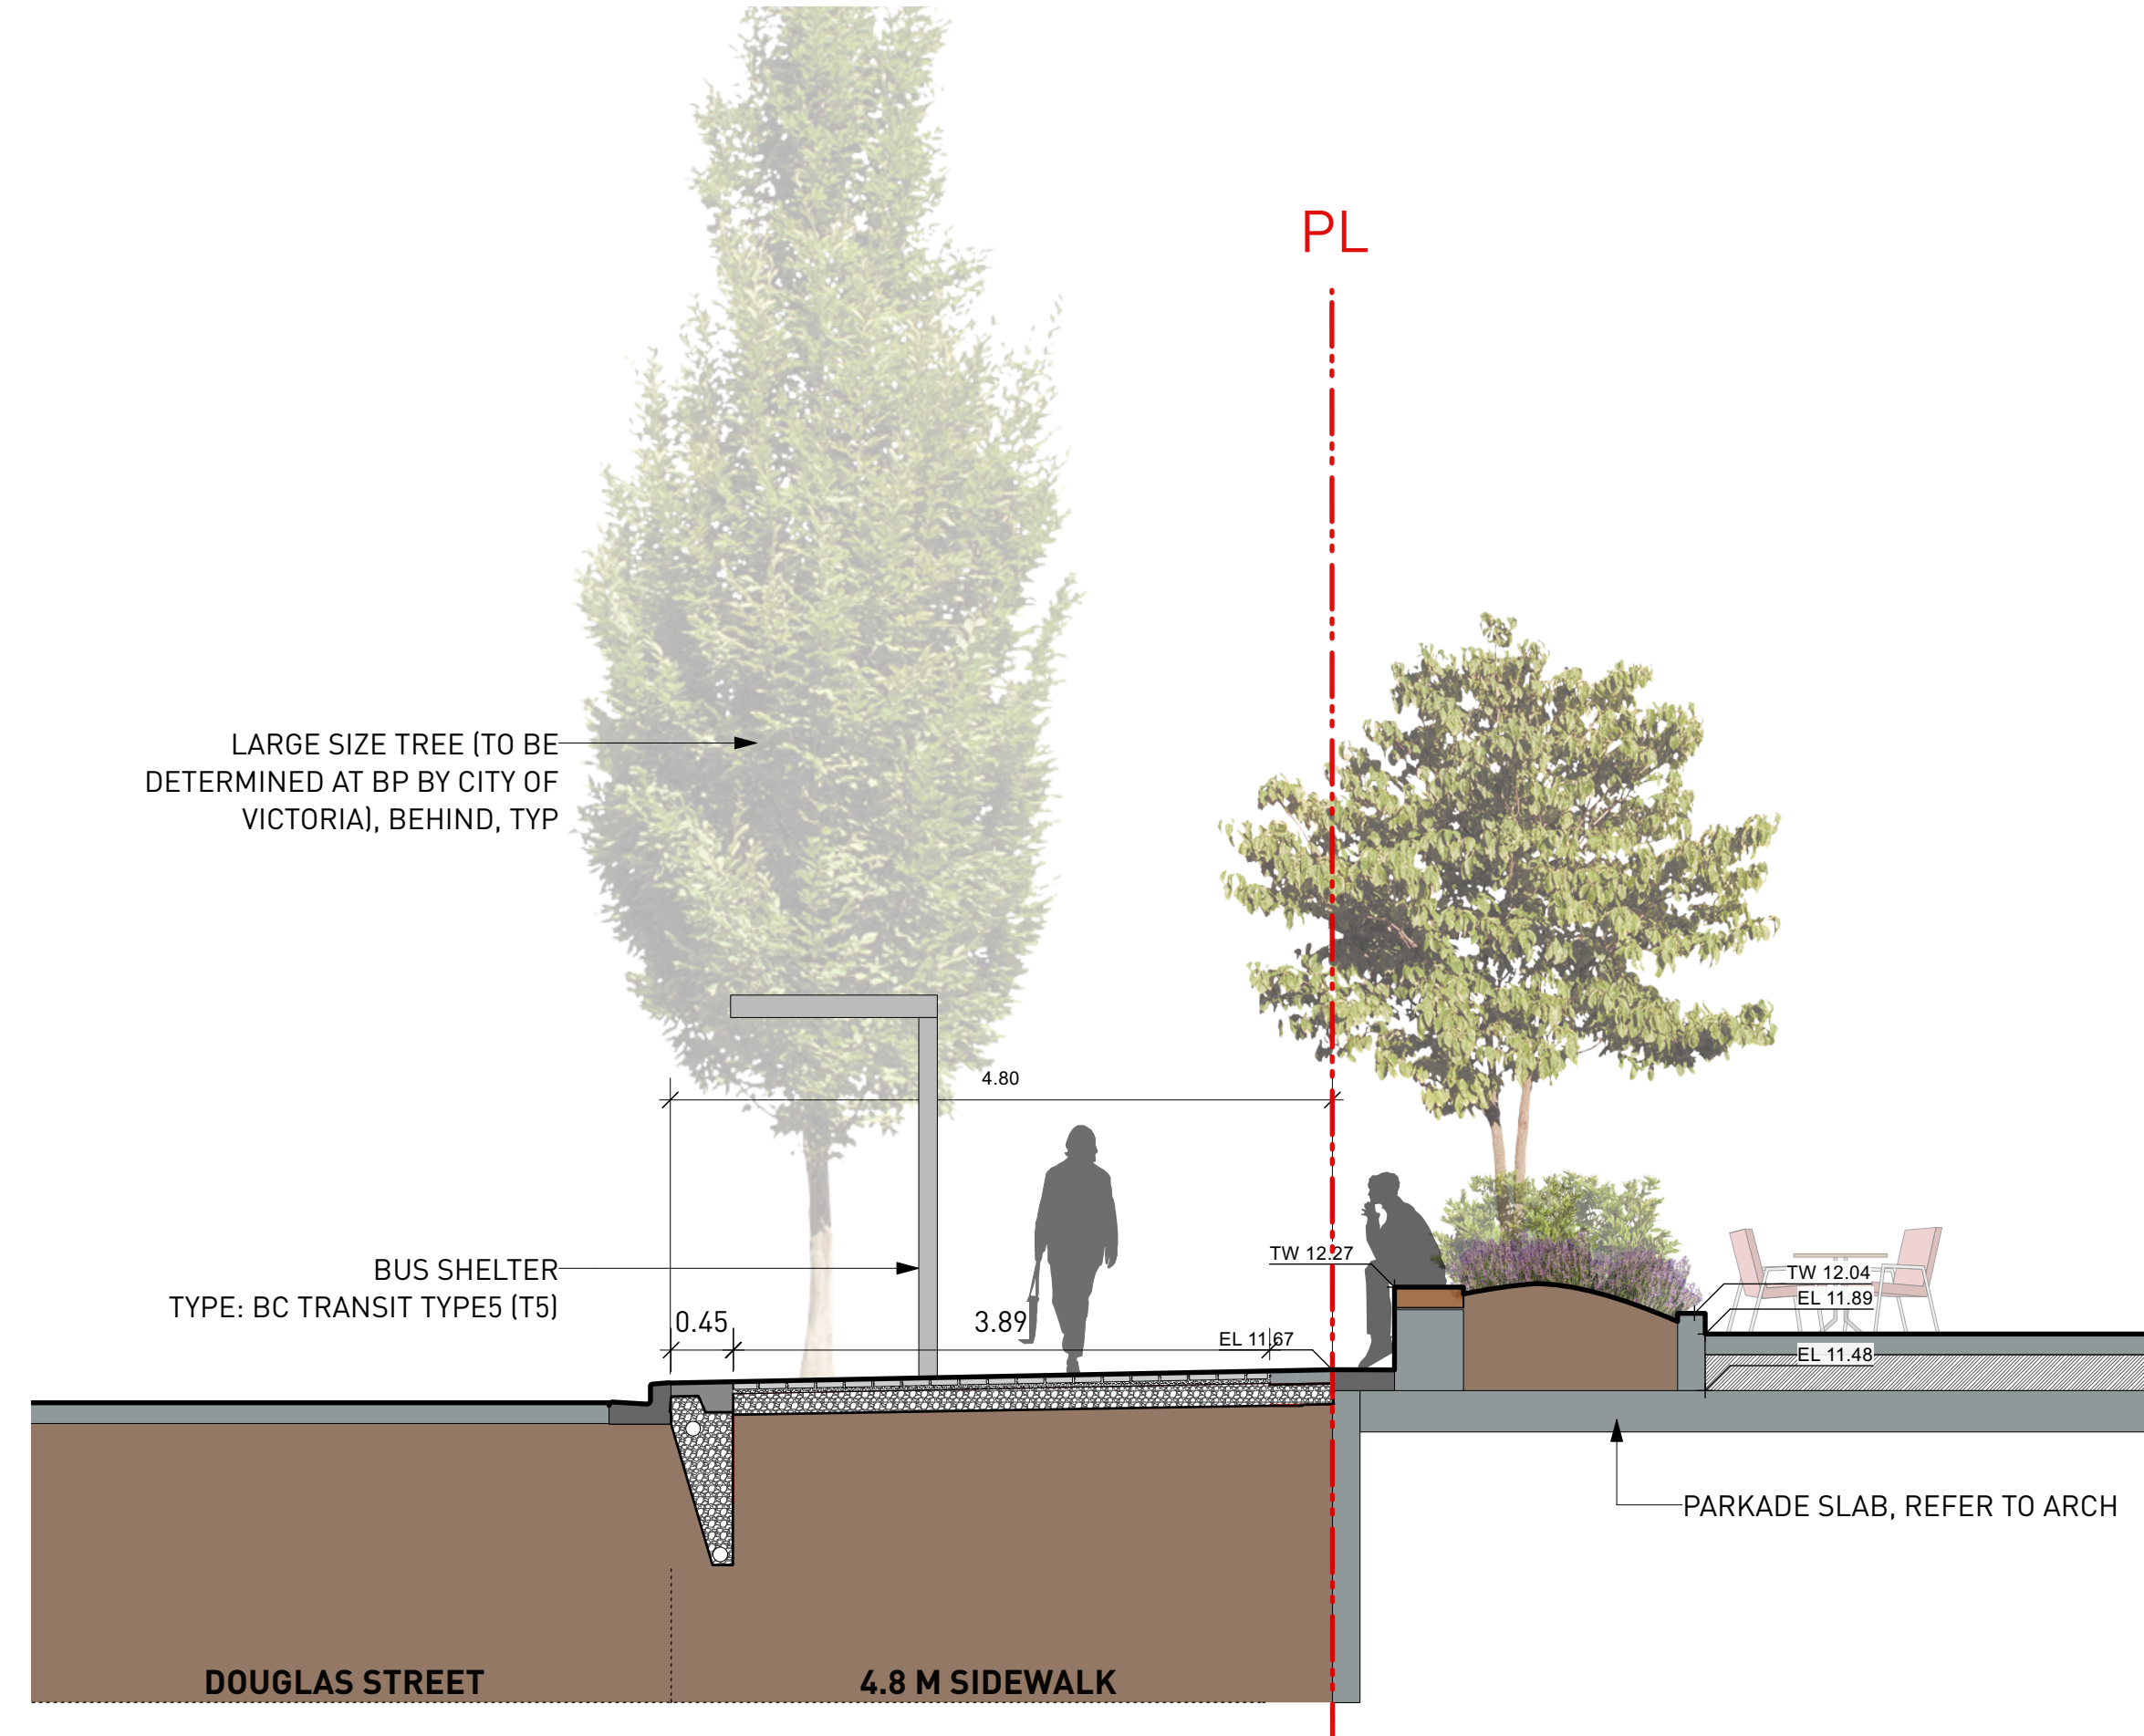 PL
LARGE SIZE TREE (TO BE
DETERMINED AT BP BY CITY OF
VICTORIA), BEHIND, TYP
4.80
BUS SHELTER
TYPE: BC TRANSIT TYPE5 (T5)
0.45
3.89
TW 12.27
EL 11.67
TW 12.04
EL 11.89
EL 11.48
PARKADE SLAB, REFER TO ARCH
DOUGLAS STREET
4.8 M SIDEWALK